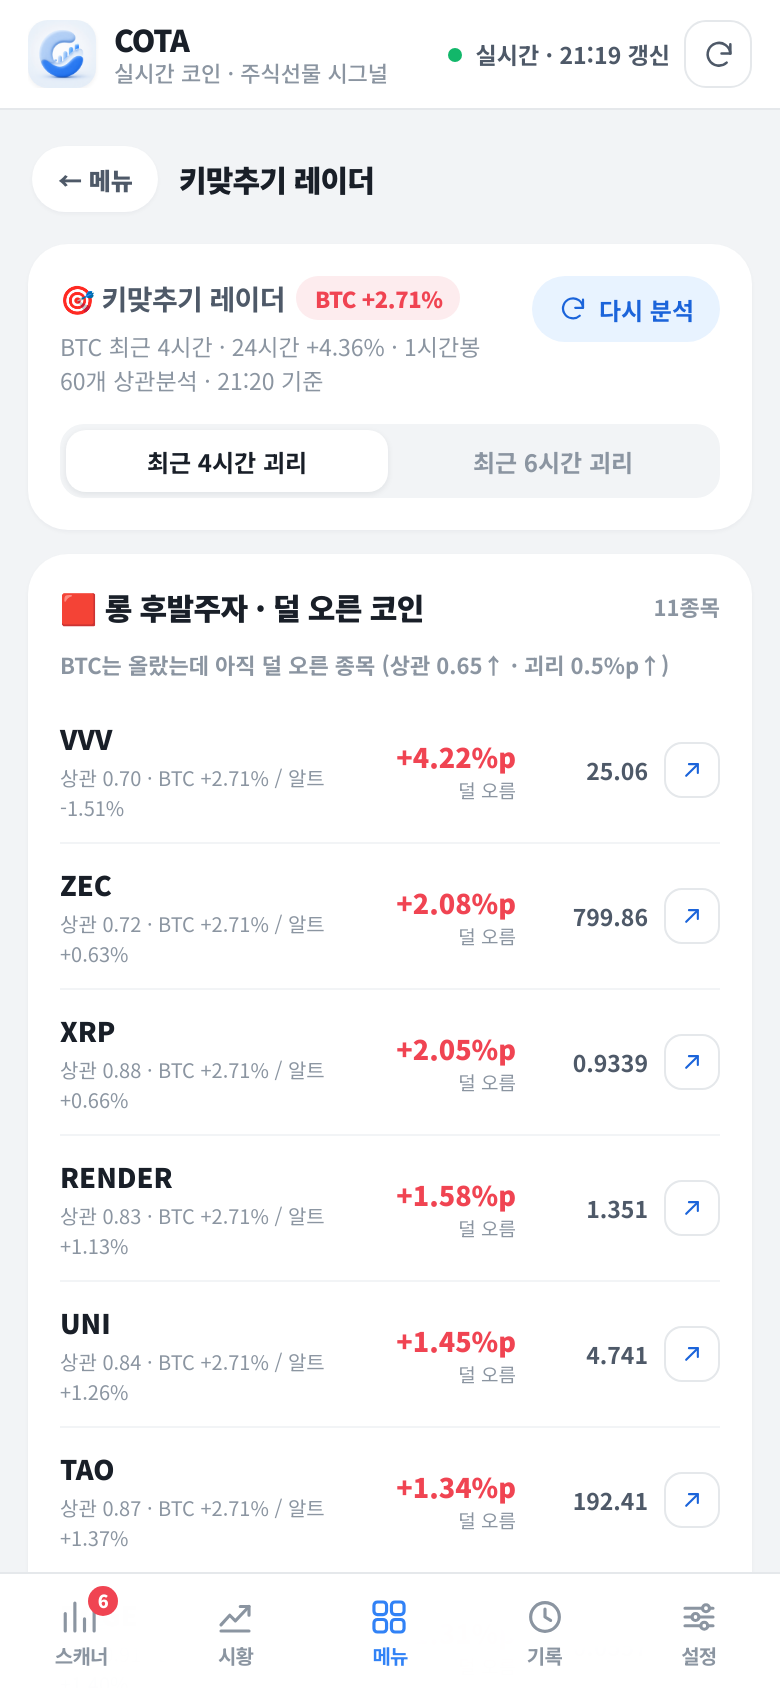 COTA
실시간 코인 · 주식선물 시그널
실시간 · 21:19 갱신
← 메뉴
키맞추기 레이더
키맞추기 레이더
BTC +2.71%
다시 분석
BTC 최근 4시간 · 24시간 +4.36% · 1시간봉
60개 상관분석 · 21:20 기준
최근 4시간 괴리
최근 6시간 괴리
롱 후발주자 · 덜 오른 코인
11종목
BTC는 올랐는데 아직 덜 오른 종목 (상관 0.65↑ · 괴리 0.5%p↑)
VVV
상관 0.70 · BTC +2.71% / 알트
-1.51%
+4.22%p
덜 오름
25.06
ZEC
상관 0.72 · BTC +2.71% / 알트
+0.63%
+2.08%p
덜 오름
799.86
XRP
상관 0.88 · BTC +2.71% / 알트
+0.66%
+2.05%p
덜 오름
0.9339
RENDER
상관 0.83 · BTC +2.71% / 알트
+1.13%
+1.58%p
덜 오름
1.351
UNI
상관 0.84 · BTC +2.71% / 알트
+1.26%
+1.45%p
덜 오름
4.741
TAO
상관 0.87 · BTC +2.71% / 알트
+1.37%
+1.34%p
덜 오름
192.41
6
스캐너
시황
메뉴
기록
설정